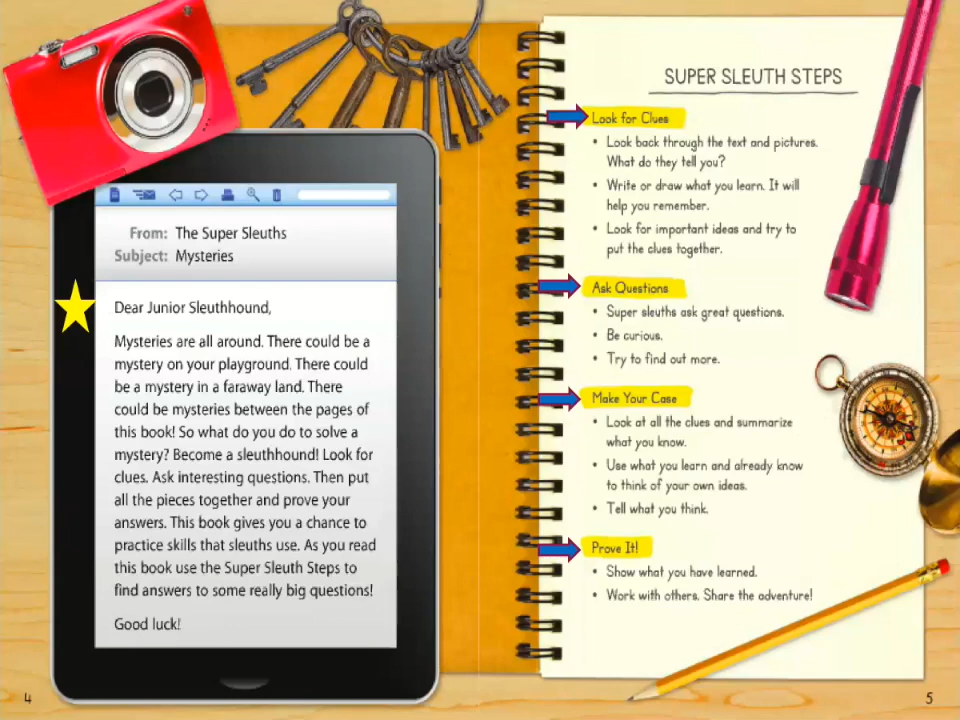 From: The Super Sleuths
Subject: Mysteries
Dear Junior Sleuthhound,
Mysteries are all around. There could be a
mystery on your playground. There could
be a mystery in a faraway land. There
could be mysteries between the pages of
this book! So what do you do to solve a
mystery? Become a sleuthhound! Look for
clues. Ask interesting questions. Then put
all the pieces together and prove your
answers. This book gives you a chance to
practice skills that sleuths use. As you read
this book use the Super Sleuth Steps to
find answers to some really big questions!
Good luck!
4
SUPER SLEUTH STEPS
Look for Clues
• Look back through the text and pictures.
What do they tell you?
• Write or draw what you learn. It will
help you remember.
• Look for important ideas and try to
put the clues together.
Ask Questions
• Super sleuths ask great questions.
• Be curious.
• Try to find out more.
Make Your Case
• Look at all the clues and summarize
what you know.
• Use what you learn and already know
to think of your own ideas.
• Tell what you think.
Prove It!
• Show what you have learned.
• Work with others. Share the adventure!
5